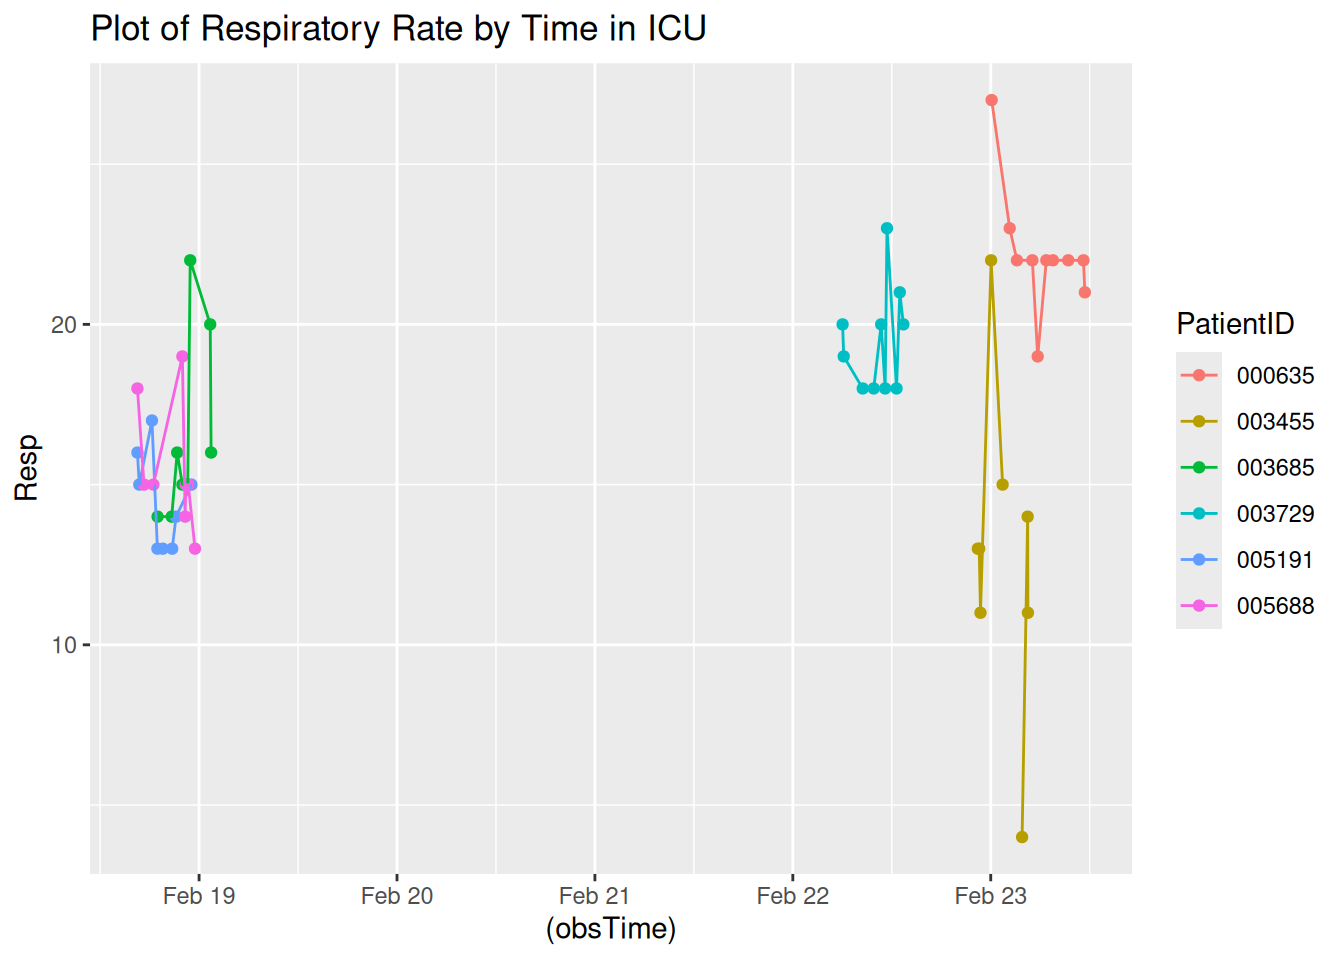 Plot of Respiratory Rate by Time in ICU
Resp
20
10
Feb 19
Feb 20
Feb 21
Feb 22
Feb 23
(obsTime)
PatientID
000635
003455
003685
003729
005191
005688